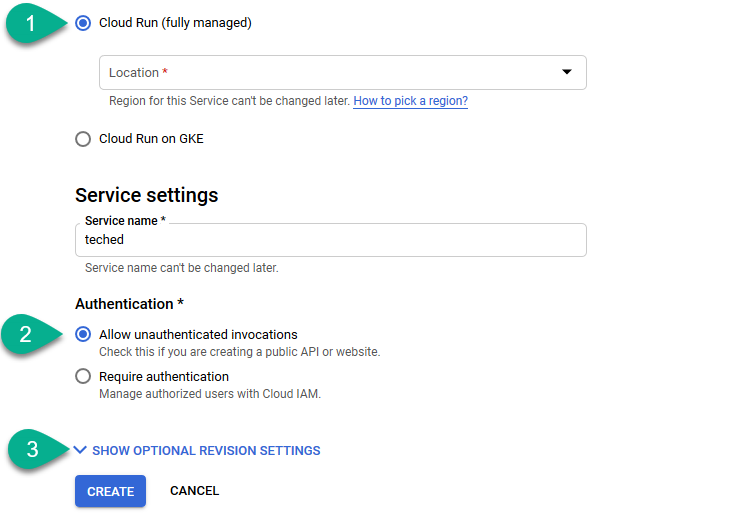 1
Cloud Run (fully managed)
Location *
Region for this Service can't be changed later. How to pick a region?
Cloud Run on GKE
Service settings
Service name *
teched
Service name can't be changed later.
Authentication *
2
Allow unauthenticated invocations
Check this if you are creating a public API or website.
Require authentication
Manage authorized users with Cloud IAM.
3
SHOW OPTIONAL REVISION SETTINGS
CREATE CANCEL